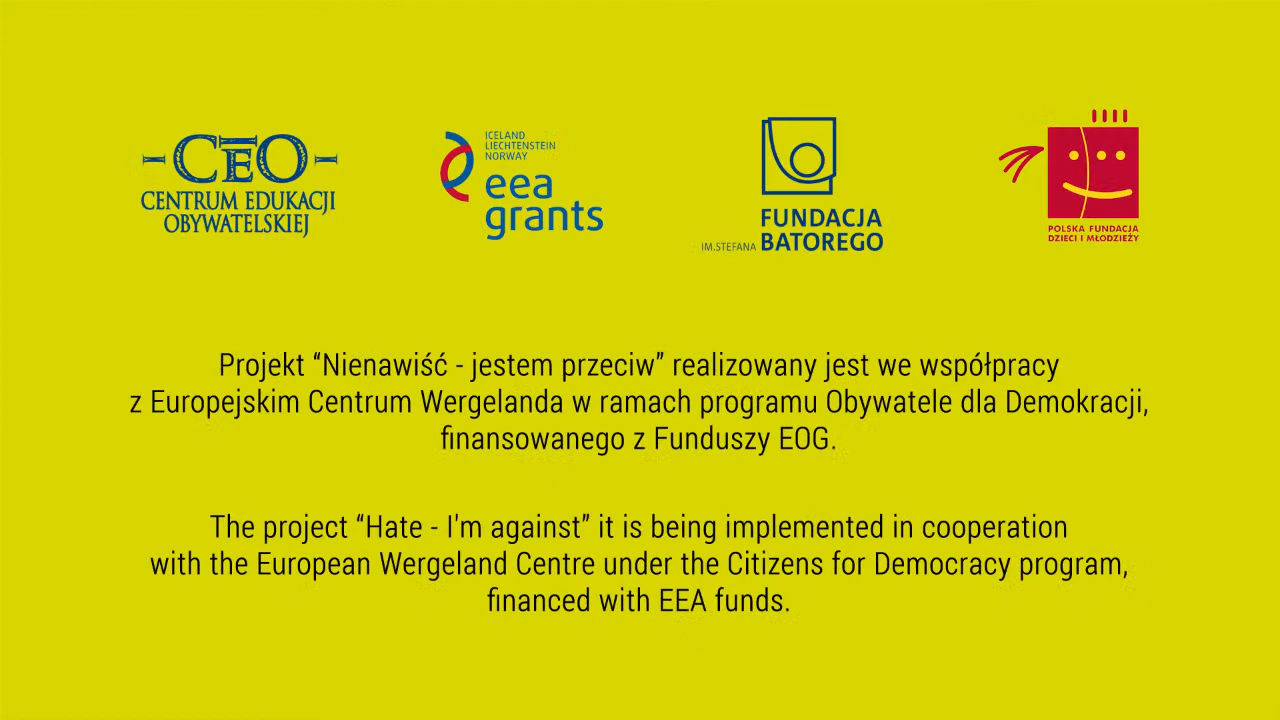 -CEO-
CENTRUM EDUKACJI
OBYWATELSKIEJ
ICELAND
LIECHTENSTEIN
NORWAY
eea
grants
FUNDACJA
IM.STEFANA BATOREGO
POLSKA FUNDACJA
DZIECI I MŁODZIEŻY
Projekt “Nienawiść - jestem przeciw” realizowany jest we współpracy
z Europejskim Centrum Wergelanda w ramach programu Obywatele dla Demokracji,
finansowanego z Funduszy EOG.
The project “Hate - I'm against” it is being implemented in cooperation
with the European Wergeland Centre under the Citizens for Democracy program,
financed with EEA funds.